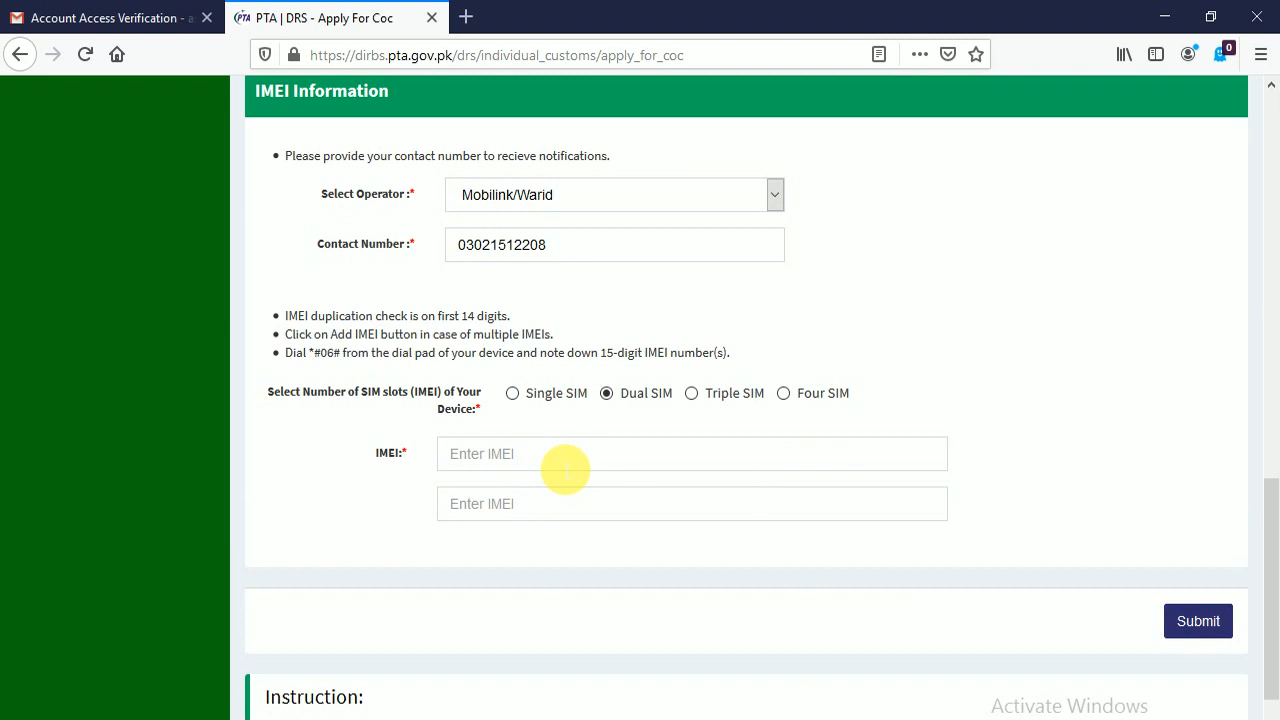 Account Access Verification -
PTA | DRS - Apply For Coc
https://dirbs.pta.gov.pk/drs/individual_customs/apply_for_coc
0
IMEI Information
Please provide your contact number to recieve notifications.
Select Operator :*
Mobilink/Warid
Contact Number :*
03021512208
IMEI duplication check is on first 14 digits.
Click on Add IMEI button in case of multiple IMEIs.
Dial *#06# from the dial pad of your device and note down 15-digit IMEI number(s).
Select Number of SIM slots (IMEI) of Your Device:*
Single SIM
Dual SIM
Triple SIM
Four SIM
IMEI:*
Enter IMEI
Enter IMEI
Submit
Instruction:
Activate Windows